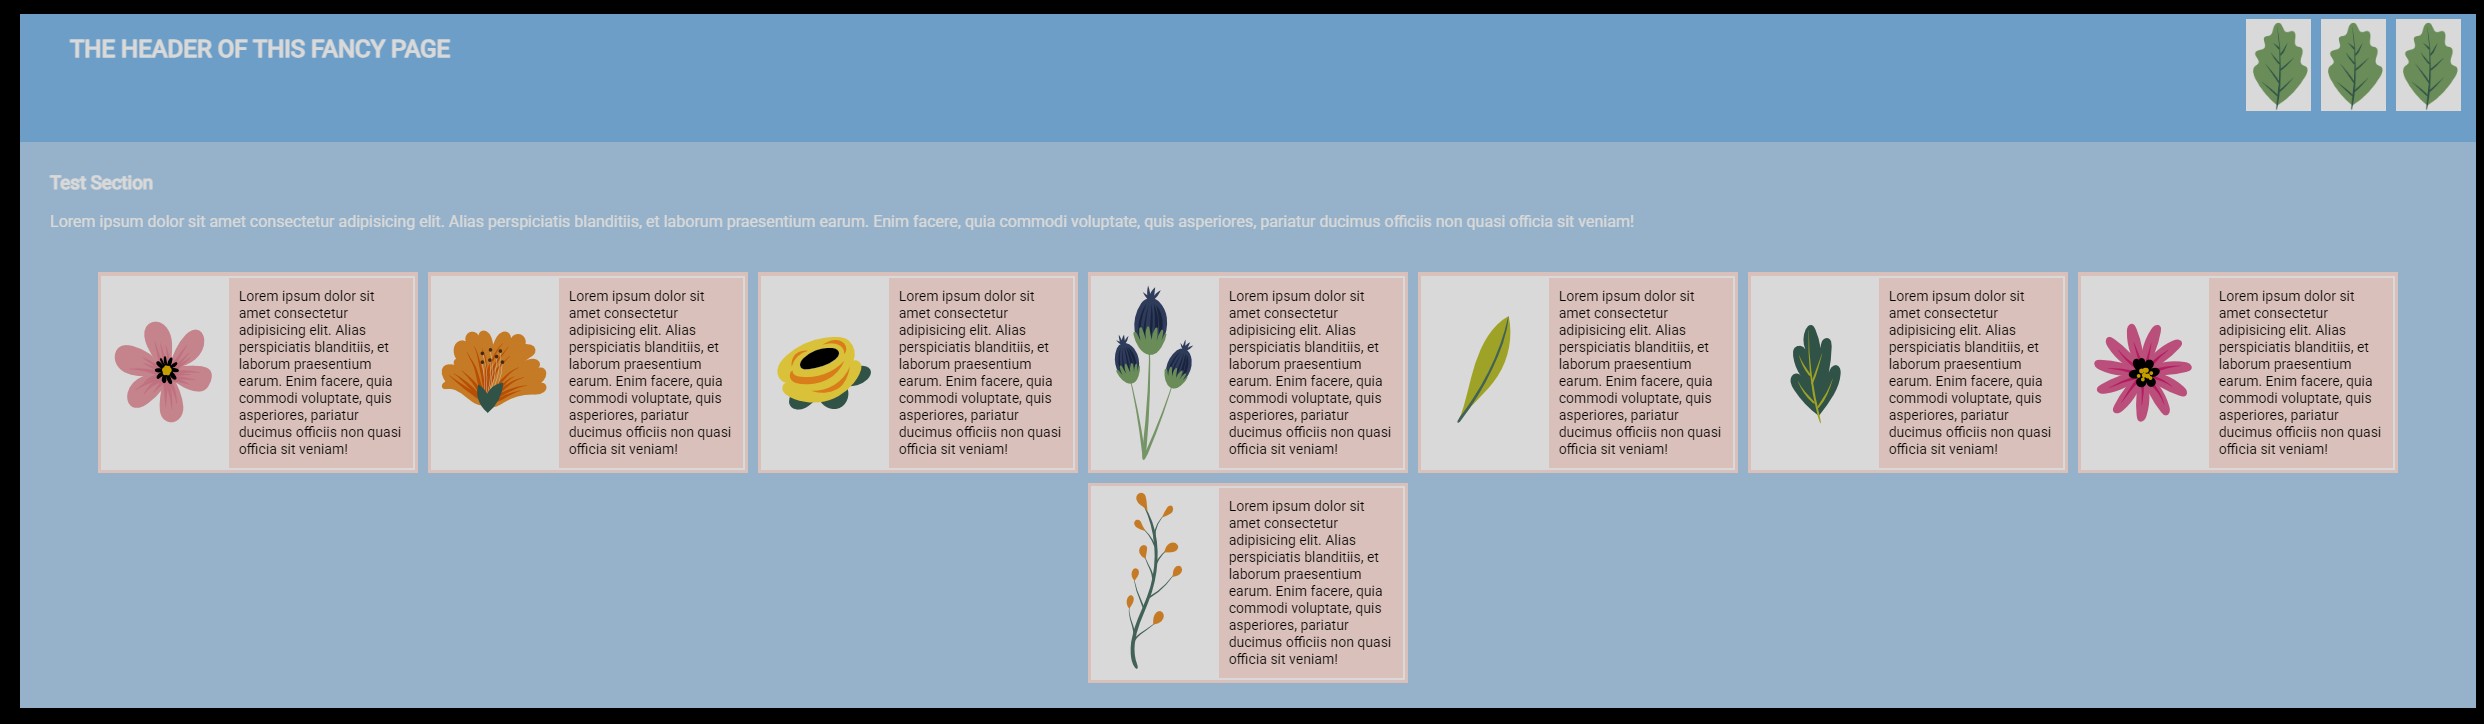 THE HEADER OF THIS FANCY PAGE
Test Section
Lorem ipsum dolor sit amet consectetur adipisicing elit. Alias perspiciatis blanditiis, et laborum praesentium earum. Enim facere, quia commodi voluptate, quis asperiores, pariatur ducimus officiis non quasi officia sit veniam!
Lorem ipsum dolor sit
amet consectetur
adipisicing elit. Alias
perspiciatis blanditiis, et
laborum praesentium
earum. Enim facere, quia
commodi voluptate, quis
asperiores, pariatur
ducimus officiis non quasi
officia sit veniam!
Lorem ipsum dolor sit
amet consectetur
adipisicing elit. Alias
perspiciatis blanditiis, et
laborum praesentium
earum. Enim facere, quia
commodi voluptate, quis
asperiores, pariatur
ducimus officiis non quasi
officia sit veniam!
Lorem ipsum dolor sit
amet consectetur
adipisicing elit. Alias
perspiciatis blanditiis, et
laborum praesentium
earum. Enim facere, quia
commodi voluptate, quis
asperiores, pariatur
ducimus officiis non quasi
officia sit veniam!
Lorem ipsum dolor sit
amet consectetur
adipisicing elit. Alias
perspiciatis blanditiis, et
laborum praesentium
earum. Enim facere, quia
commodi voluptate, quis
asperiores, pariatur
ducimus officiis non quasi
officia sit veniam!
Lorem ipsum dolor sit
amet consectetur
adipisicing elit. Alias
perspiciatis blanditiis, et
laborum praesentium
earum. Enim facere, quia
commodi voluptate, quis
asperiores, pariatur
ducimus officiis non quasi
officia sit veniam!
Lorem ipsum dolor sit
amet consectetur
adipisicing elit. Alias
perspiciatis blanditiis, et
laborum praesentium
earum. Enim facere, quia
commodi voluptate, quis
asperiores, pariatur
ducimus officiis non quasi
officia sit veniam!
Lorem ipsum dolor sit
amet consectetur
adipisicing elit. Alias
perspiciatis blanditiis, et
laborum praesentium
earum. Enim facere, quia
commodi voluptate, quis
asperiores, pariatur
ducimus officiis non quasi
officia sit veniam!
Lorem ipsum dolor sit
amet consectetur
adipisicing elit. Alias
perspiciatis blanditiis, et
laborum praesentium
earum. Enim facere, quia
commodi voluptate, quis
asperiores, pariatur
ducimus officiis non quasi
officia sit veniam!